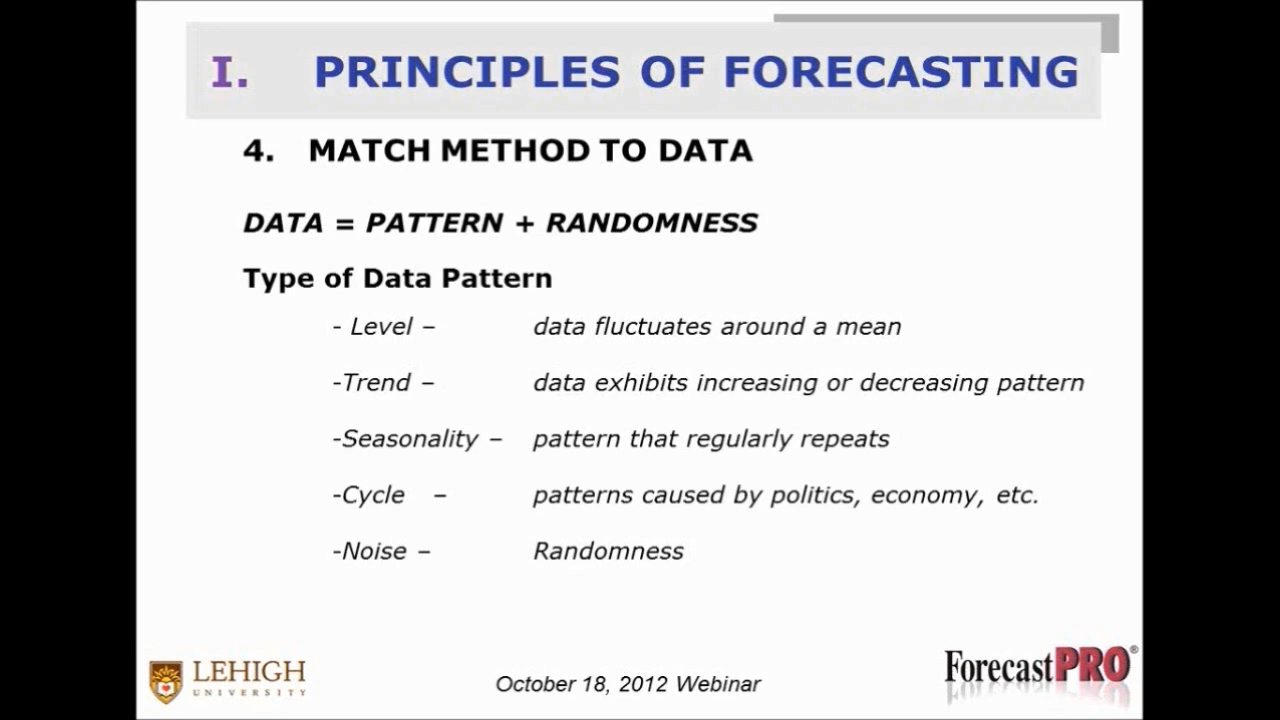 I. PRINCIPLES OF FORECASTING
4. MATCH METHOD TO DATA
DATA = PATTERN + RANDOMNESS
Type of Data Pattern
- Level – data fluctuates around a mean
-Trend – data exhibits increasing or decreasing pattern
-Seasonality – pattern that regularly repeats
-Cycle – patterns caused by politics, economy, etc.
-Noise – Randomness
LEHIGH
UNIVERSITY
October 18, 2012 Webinar
ForecastPRO®